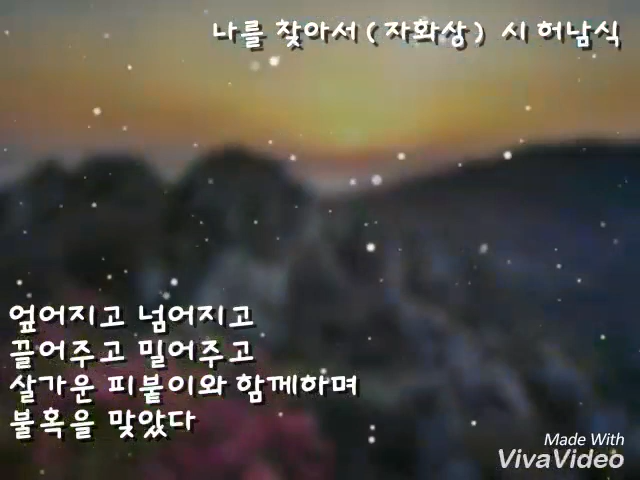 나를 찾아서(자화상) 시 허남식
엎어지고 넘어지고
끌어주고 밀어주고
살가운 피붙이와 함께하며
불혹을 맞았다
Made With
VivaVideo